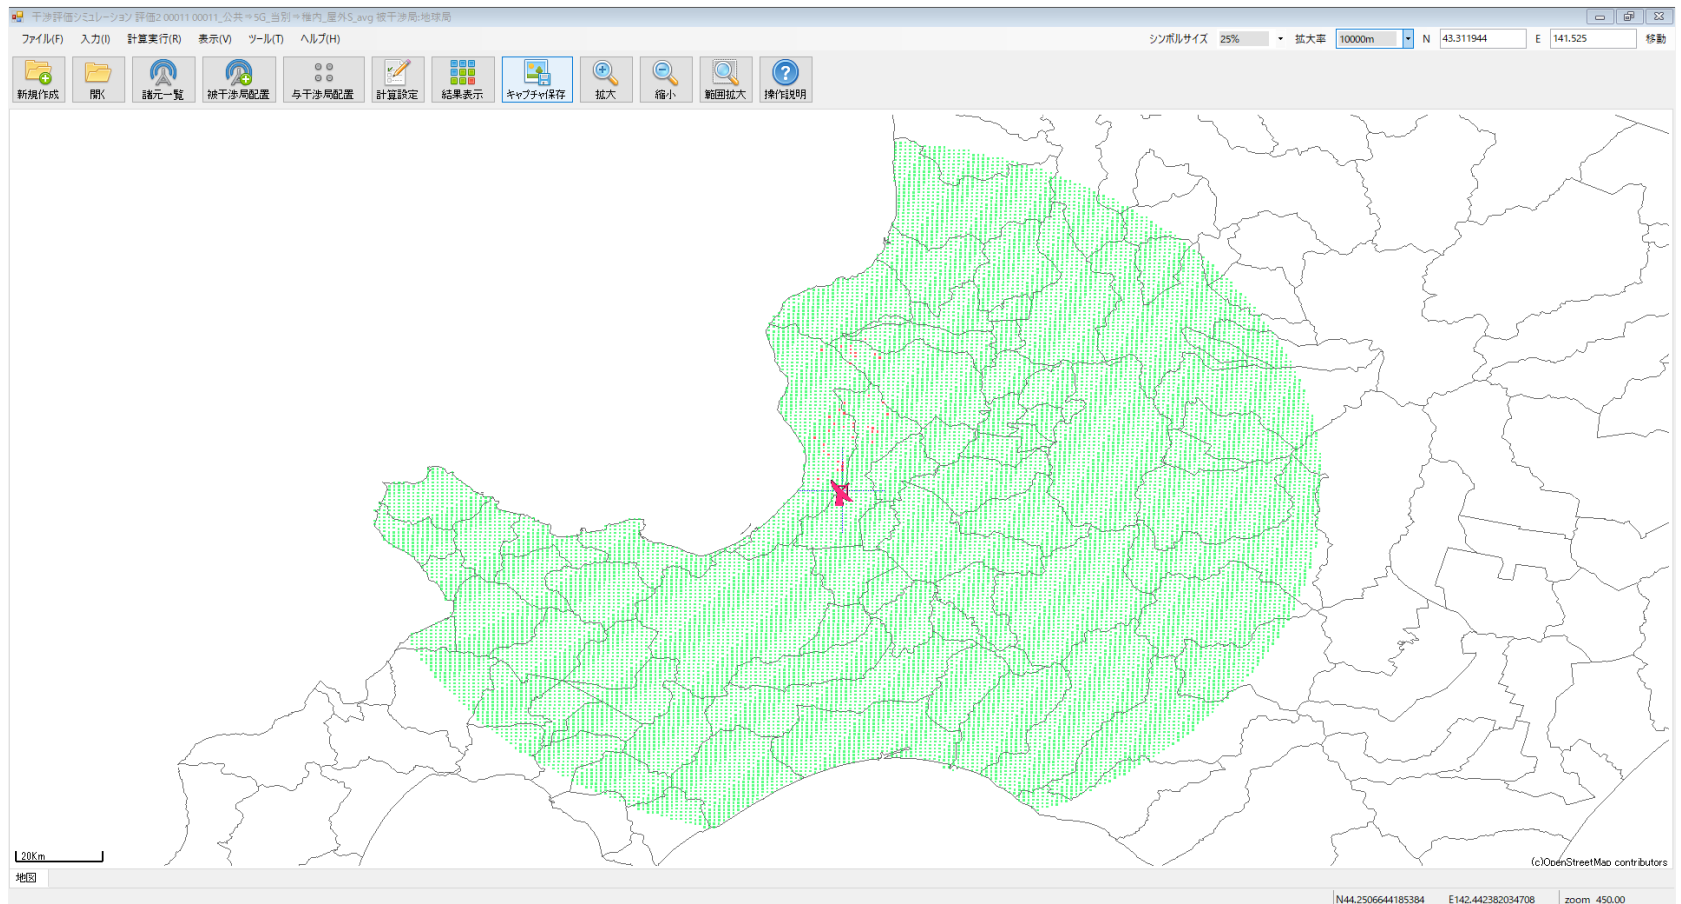 干渉評価シミュレーション 評価2 00011 00011_公共⇒5G_当別⇒稚内_屋外S_avg 被干渉局:地球局
ファイル(F) 入力(I) 計算実行(R) 表示(V) ツール(T) ヘルプ(H) シンボルサイズ 25% 拡大率 10000m N 43.311944 E 141.525 移動
新規作成 開く 諸元一覧 被干渉局配置 与干渉局配置 計算設定 結果表示 キャプチャ保存 拡大 縮小 範囲拡大 操作説明
20Km
(c)OpenStreetMap contributors
地図
N44.2506644185384 E142.442382034708 zoom 450.00